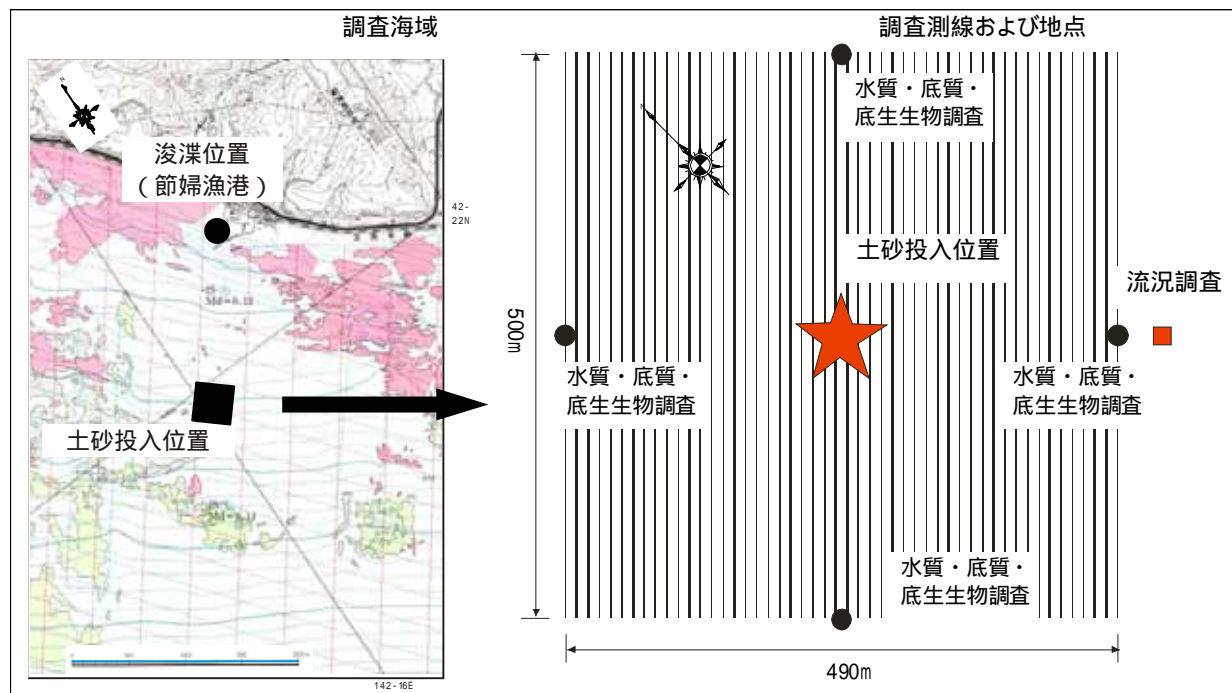 調査海域
調査測線および地点
N
浚渫位置
（節婦漁港）
42-
22N
土砂投入位置
142-16E
N
水質・底質・
底生生物調査
土砂投入位置
流況調査
500m
水質・底質・
底生生物調査
水質・底質・
底生生物調査
水質・底質・
底生生物調査
490m